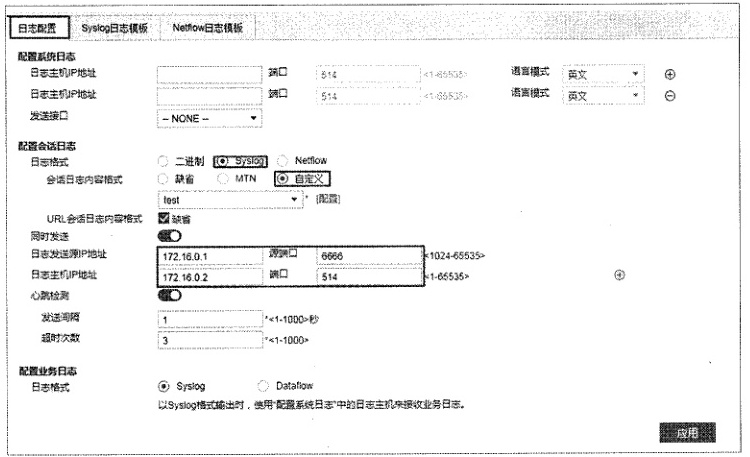 日志配置 Syslog日志模板 Netflow日志模板
配置系统日志
日志主机IP地址 端口 514 <1-65535> 语言模式 英文
日志主机IP地址 端口 514 <1-65535> 语言模式 英文
发送接口 -- NONE --
配置会话日志
日志格式 二进制 Syslog Netflow
会话日志内容格式 缺省 MTN 自定义
test * [配置]
URL会话日志内容格式 缺省
同时发送
日志发送源IP地址 172.16.0.1 源端口 6666 <1024-65535>
日志主机IP地址 172.16.0.2 端口 514 <1-65535>
心跳检测
发送间隔 1 *<1-1000>秒
超时次数 3 *<1-1000>
配置业务日志
日志格式 Syslog Dataflow
以Syslog格式输出时，使用“配置系统日志”中的日志主机来接收业务日志。
应用